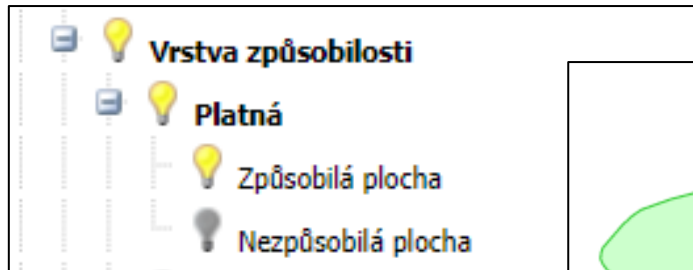 Vrstva způsobilosti
Platná
Způsobilá plocha
Nezpůsobilá plocha